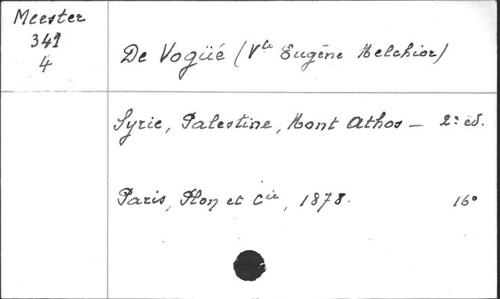 Meester
341
4
De Vogüé (Vte Eugène Melchior)
Syrie, Palestine, Mont Athos — 2e éd.
Paris, Plon et Cie, 1878. 16°